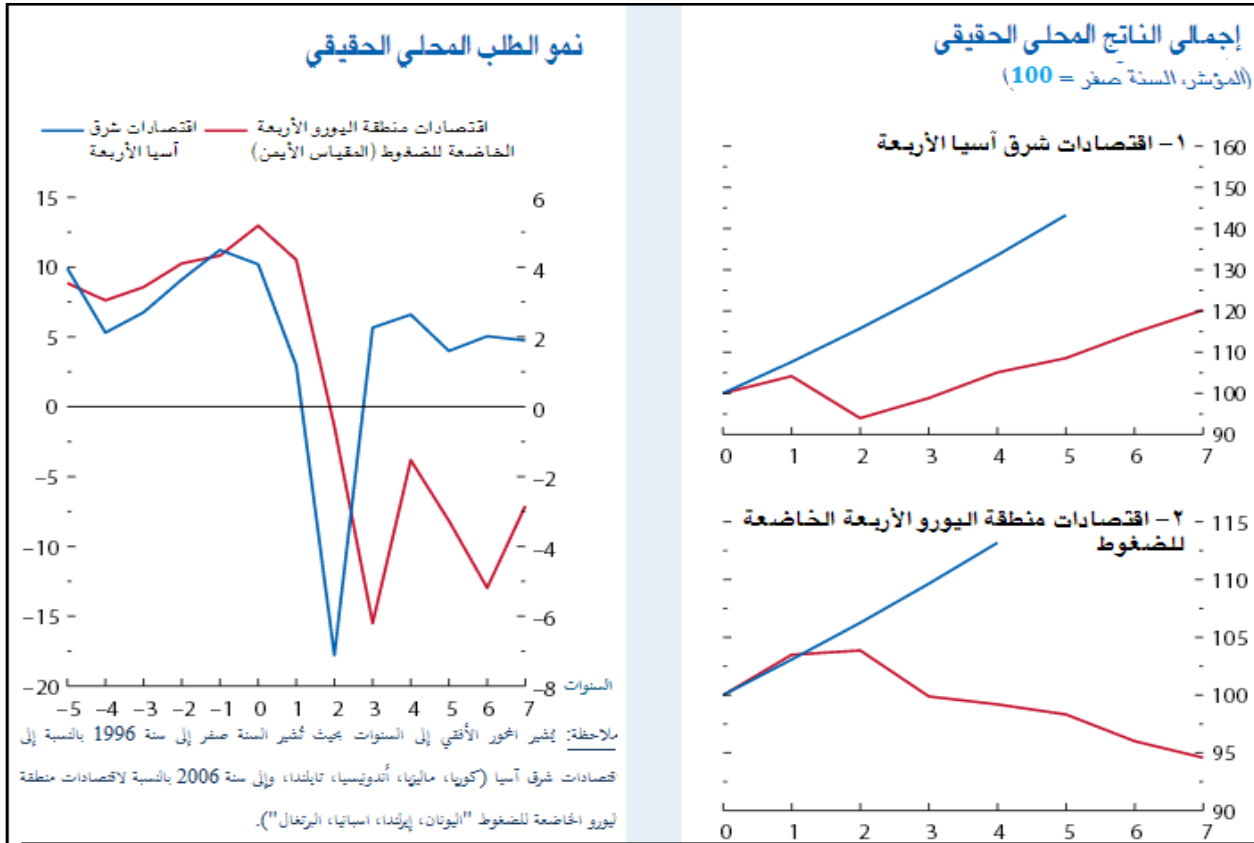 إجمالي الناتج المحلي الحقيقي
(المؤشر، السنة صفر = 100)
١- اقتصادات شرق آسيا الأربعة
160
150
140
130
120
110
100
90
0 1 2 3 4 5 6 7
٢- اقتصادات منطقة اليورو الأربعة الخاضعة
للضغوط
115
110
105
100
95
90
0 1 2 3 4 5 6 7
نمو الطلب المحلي الحقيقي
اقتصادات منطقة اليورو الأربعة
الخاضعة للضغوط (المقياس الأيمن)
اقتصادات شرق
آسيا الأربعة
15
10
5
0
–5
–10
–15
–20
6
4
2
0
–2
–4
–6
–8
السنوات
–5 –4 –3 –2 –1 0 1 2 3 4 5 6 7
ملاحظة: يُشير المحور الأفقي إلى السنوات بحيث تُشير السنة صفر إلى سنة 1996 بالنسبة إلى
قتصادات شرق آسيا (كوريا، ماليزيا، أندونيسيا، تايلندا، وإلى سنة 2006 بالنسبة لاقتصادات منطقة
ليورو الخاضعة للضغوط "اليونان، إيرلندا، اسبانيا، البرتغال").